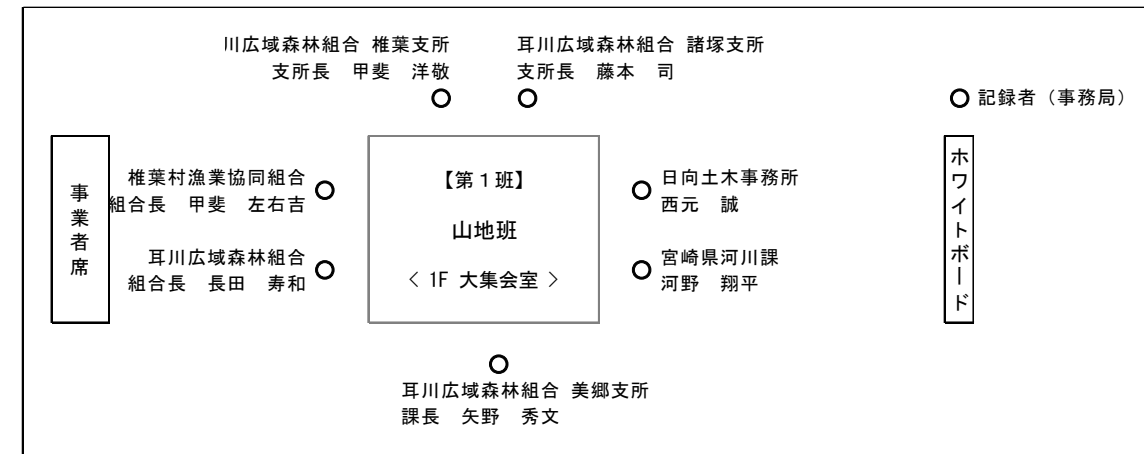 川広域森林組合 椎葉支所
支所長 甲斐 洋敬
耳川広域森林組合 諸塚支所
支所長 藤本 司
記録者（事務局）
事業者席
椎葉村漁業協同組合
組合長 甲斐 左右吉
耳川広域森林組合
組合長 長田 寿和
【第１班】
山地班
＜ 1F 大集会室 ＞
日向土木事務所
西元 誠
宮崎県河川課
河野 翔平
ホワイトボード
耳川広域森林組合 美郷支所
課長 矢野 秀文